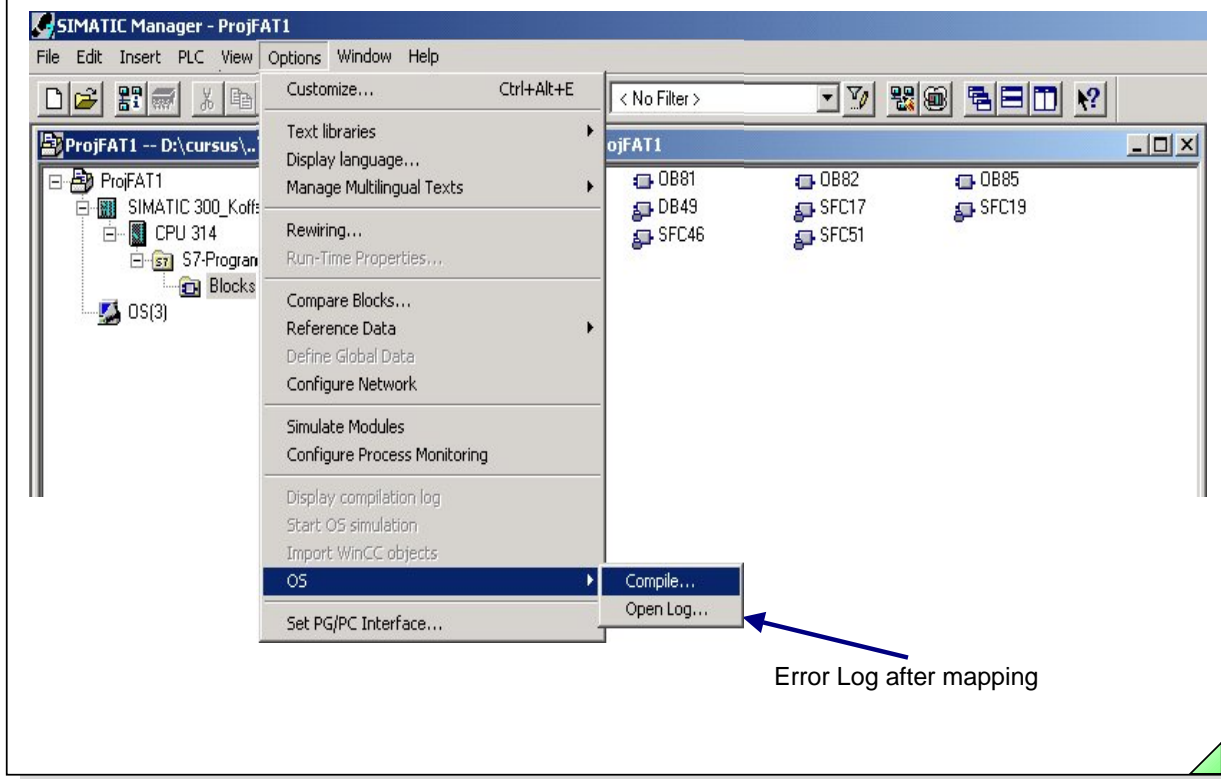 SIMATIC Manager - ProjFAT1
File Edit Insert PLC View Options Window Help
< No Filter >
Customize... Ctrl+Alt+E
Text libraries
Display language...
Manage Multilingual Texts
Rewiring...
Run-Time Properties...
Compare Blocks...
Reference Data
Define Global Data
Configure Network
Simulate Modules
Configure Process Monitoring
Display compilation log
Start OS simulation
Import WinCC objects
OS
Set PG/PC Interface...
Compile...
Open Log...
ProjFAT1 -- D:\cursus\..
ojFAT1
ProjFAT1
SIMATIC 300_Koff
CPU 314
S7-Program
Blocks
OS(3)
OB81 OB82 OB85
DB49 SFC17 SFC19
SFC46 SFC51
Error Log after mapping